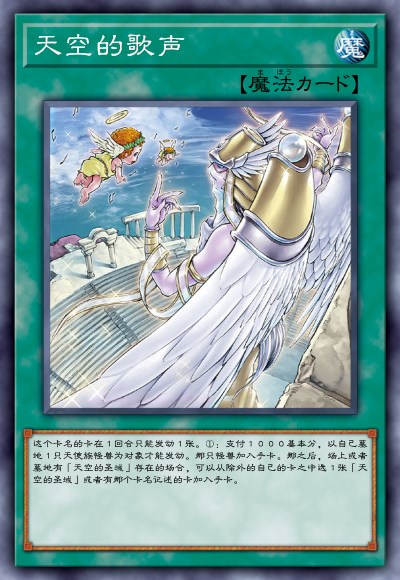 天空的歌声
魔
【魔法カード】
ま ほう
这个卡名的卡在１回合只能发动１张。①：支付１０００基本分，以自己墓
地１只天使族怪兽为对象才能发动。那只怪兽加入手卡。那之后，场上或者
墓地有「天空的圣域」存在的场合，可以从除外的自己的卡之中选１张「天
空的圣域」或者有那个卡名记述的卡加入手卡。